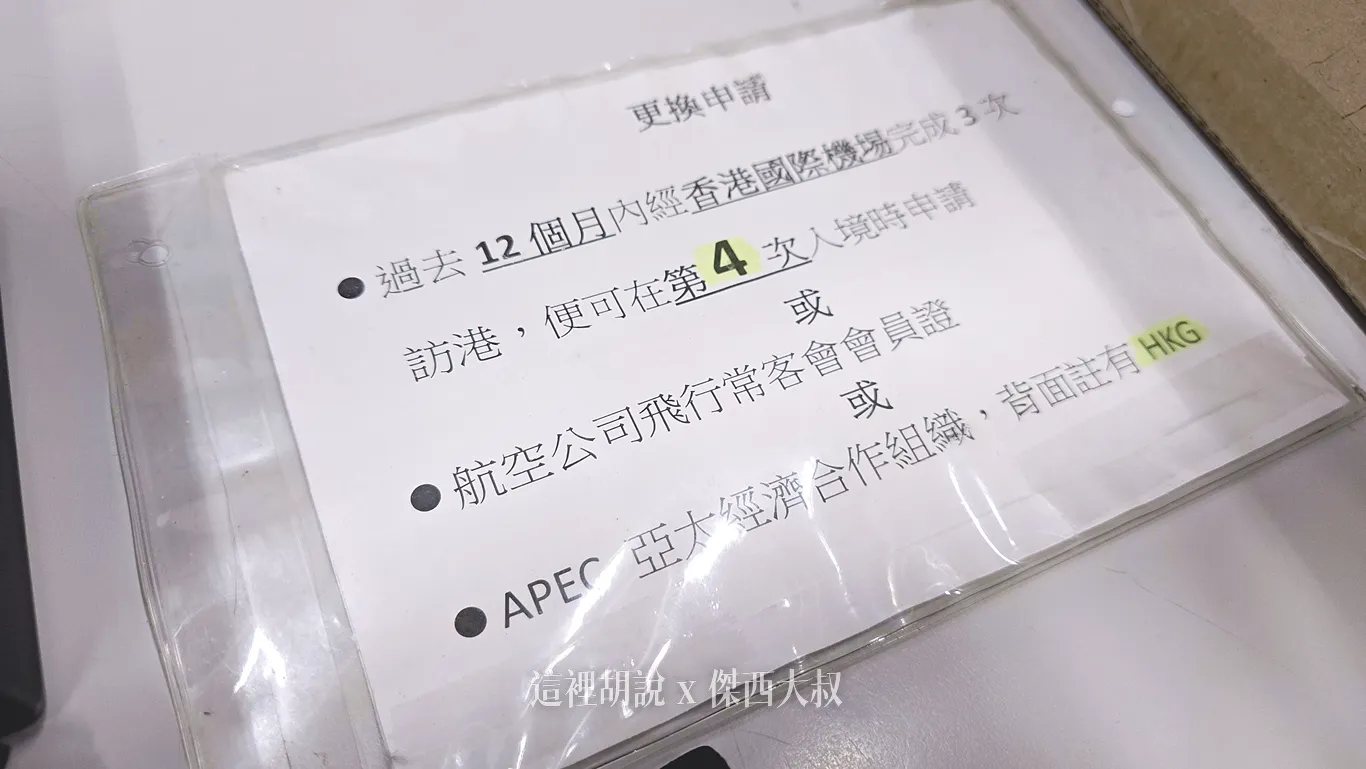 更換申請
● 過去 12 個月內經香港國際機場完成 3 次
訪港，便可在第 4 次入境時申請
或
● 航空公司飛行常客會會員證
或
● APEC 亞太經濟合作組織，背面註有 HKG
這裡胡說 x 傑西大叔